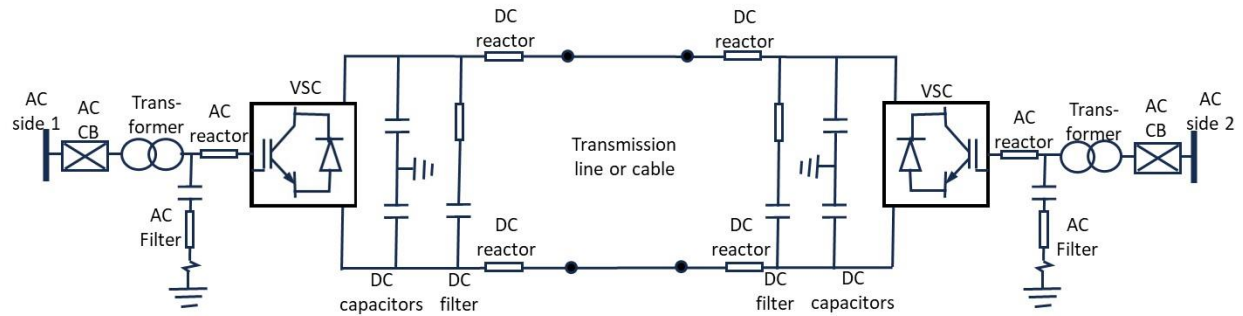 DC
reactor
DC
reactor
VSC
VSC
AC
side 1
AC
CB
Trans-
former
AC
reactor
AC
reactor
Trans-
former
AC
CB
AC
side 2
Transmission
line or cable
AC
Filter
DC
reactor
DC
reactor
AC
Filter
DC
capacitors
DC
filter
DC
filter
DC
capacitors